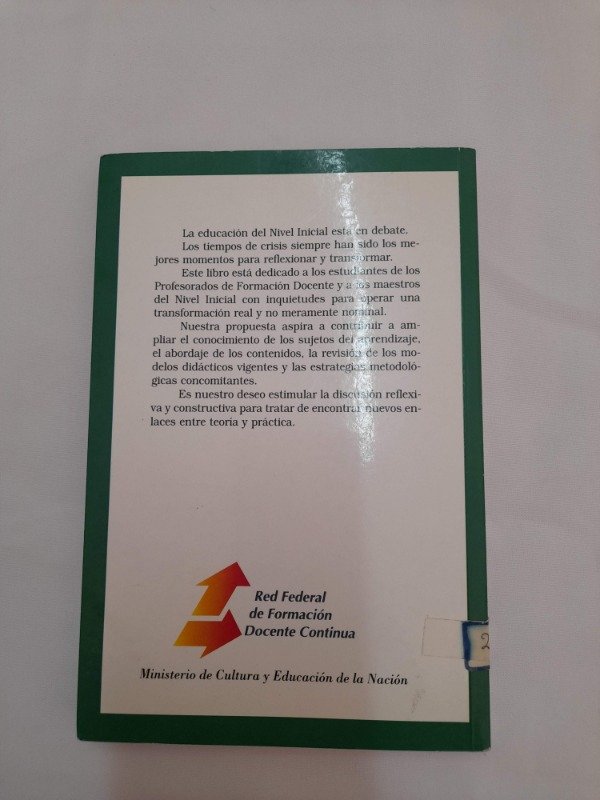 La educación del Nivel Inicial está en debate.
Los tiempos de crisis siempre han sido los me-
jores momentos para reflexionar y transformar.
Este libro está dedicado a los estudiantes de los
Profesorados de Formación Docente y a los maestros
del Nivel Inicial con inquietudes para operar una
transformación real y no meramente nominal.
Nuestra propuesta aspira a contribuir a am-
pliar el conocimiento de los sujetos del aprendizaje,
el abordaje de los contenidos, la revisión de los mo-
delos didácticos vigentes y las estrategias metodoló-
gicas concomitantes.
Es nuestro deseo estimular la discusión reflexi-
va y constructiva para tratar de encontrar nuevos en-
laces entre teoría y práctica.
Red Federal
de Formación
Docente Continua
2
Ministerio de Cultura y Educación de la Nación